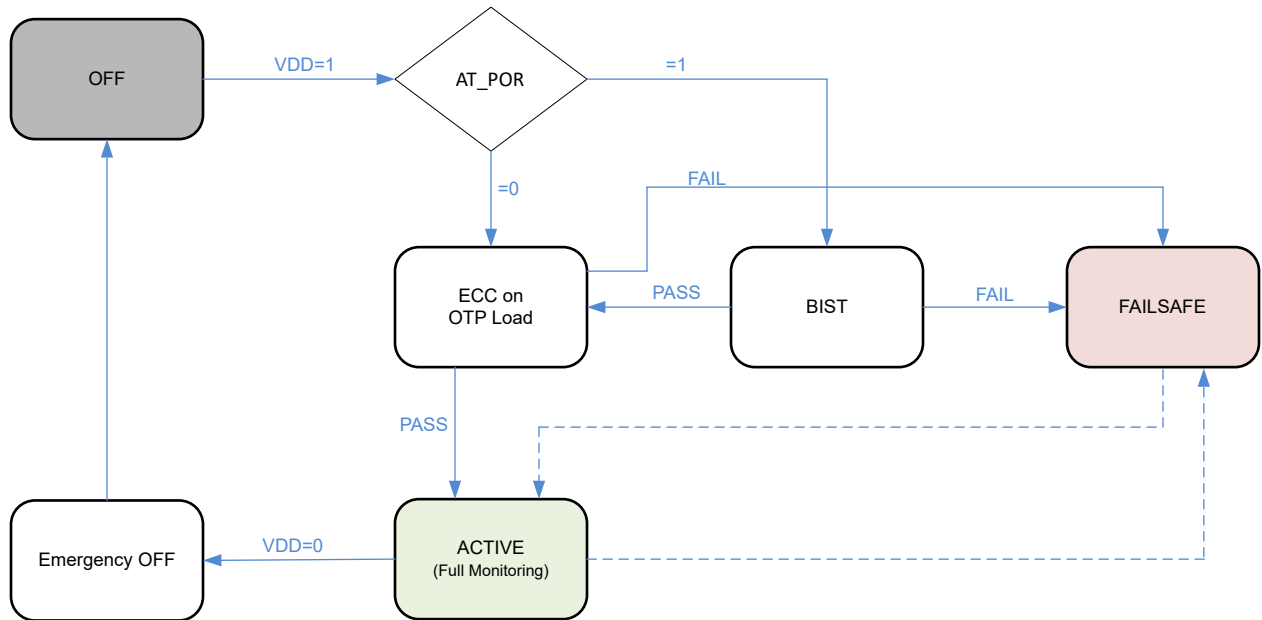 OFF
VDD=1
AT_POR
=1
=0
FAIL
ECC on
OTP Load
PASS
BIST
FAIL
FAILSAFE
PASS
Emergency OFF
VDD=0
ACTIVE
(Full Monitoring)